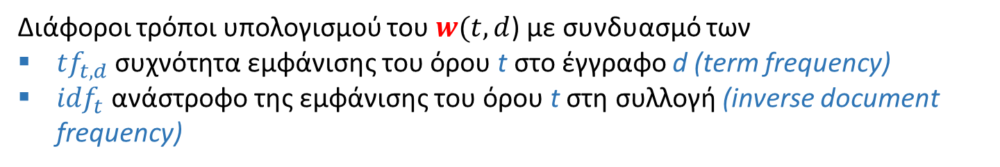 Διάφοροι τρόποι υπολογισμού του w(t, d) με συνδυασμό των
▪ tf_{t,d} συχνότητα εμφάνισης του όρου t στο έγγραφο d (term frequency)
▪ idf_t ανάστροφο της εμφάνισης του όρου t στη συλλογή (inverse document
frequency)